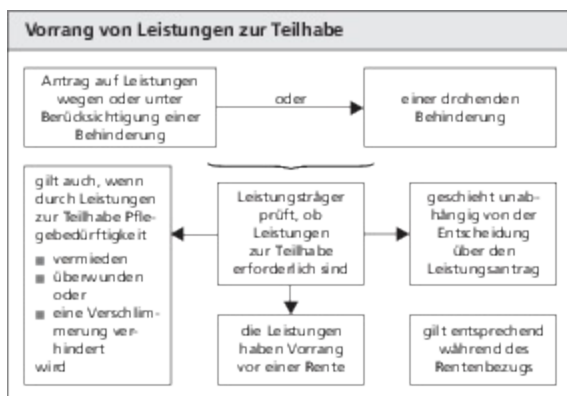 Vorrang von Leistungen zur Teilhabe
Antrag auf Leistungen
wegen oder unter
Berücksichtigung einer
Behinderung
oder
einer drohenden
Behinderung
gilt auch, wenn
durch Leistungen
zur Teilhabe Pfle-
gebedürftigkeit
■ vermieden
■ überwunden
oder
■ eine Verschlim-
merung ver-
hindert
wird
Leistungsträger
prüft, ob
Leistungen
zur Teilhabe
erforderlich sind
geschieht unab-
hängig von der
Entscheidung
über den
Leistungsantrag
die Leistungen
haben Vorrang
vor einer Rente
gilt entsprechend
während des
Rentenbezugs